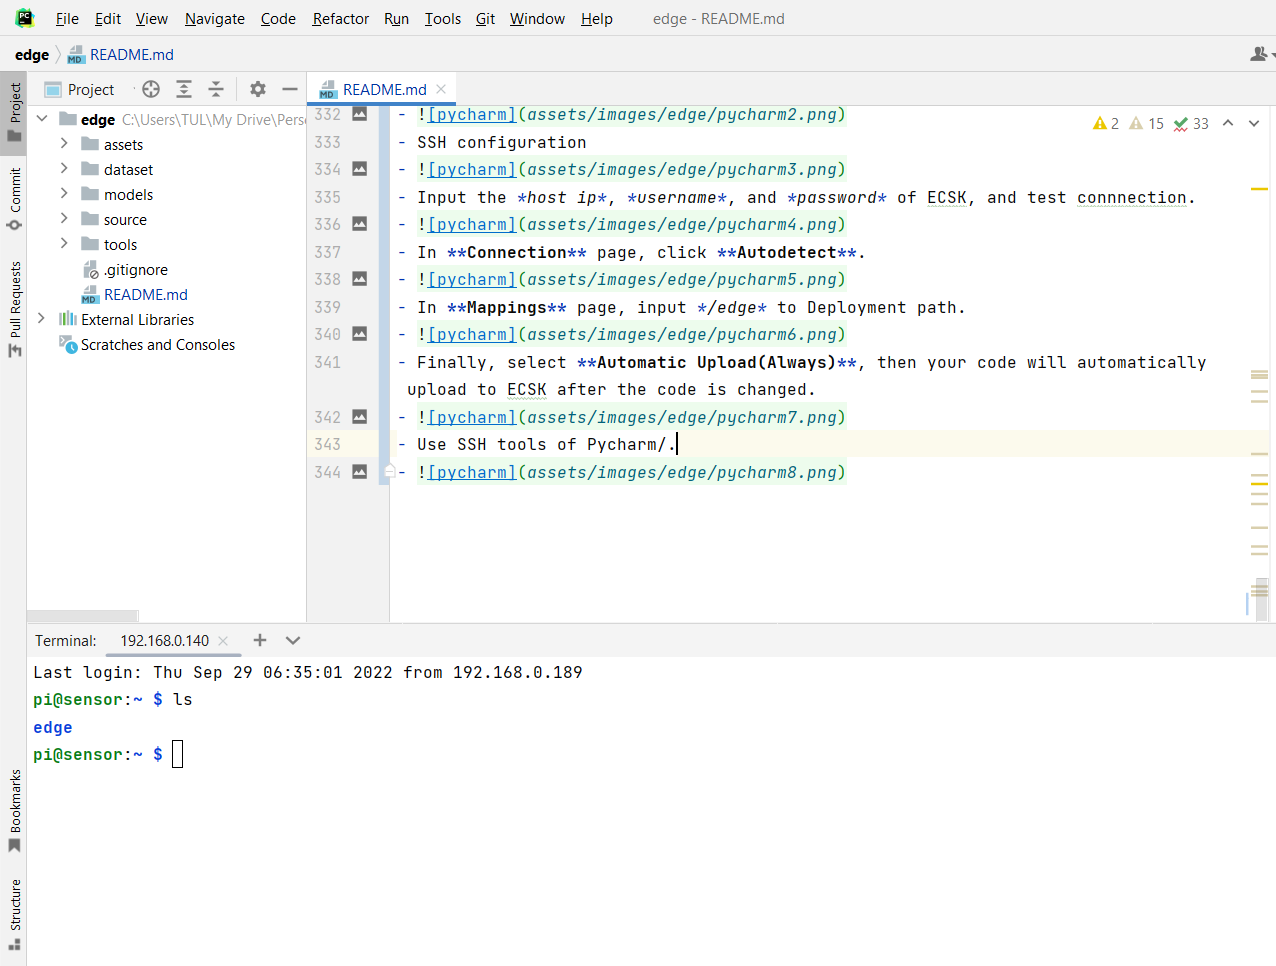 PC File Edit View Navigate Code Refactor Run Tools Git Window Help edge - README.md
edge MD README.md
Project
MD README.md
Project
Commit
Pull Requests
Bookmarks
Structure
edge C:\Users\TUL\My Drive\Perso
assets
dataset
models
source
tools
.gitignore
MD README.md
External Libraries
Scratches and Consoles
2 15 33
332 - ![pycharm](assets/images/edge/pycharm2.png)
333 - SSH configuration
334 - ![pycharm](assets/images/edge/pycharm3.png)
335 - Input the *host ip*, *username*, and *password* of ECSK, and test connnection.
336 - ![pycharm](assets/images/edge/pycharm4.png)
337 - In **Connection** page, click **Autodetect**.
338 - ![pycharm](assets/images/edge/pycharm5.png)
339 - In **Mappings** page, input */edge* to Deployment path.
340 - ![pycharm](assets/images/edge/pycharm6.png)
341 - Finally, select **Automatic Upload(Always)**, then your code will automatically
upload to ECSK after the code is changed.
342 - ![pycharm](assets/images/edge/pycharm7.png)
343 - Use SSH tools of Pycharm/.
344 - ![pycharm](assets/images/edge/pycharm8.png)
Terminal: 192.168.0.140
Last login: Thu Sep 29 06:35:01 2022 from 192.168.0.189
pi@sensor:~ $ ls
edge
pi@sensor:~ $